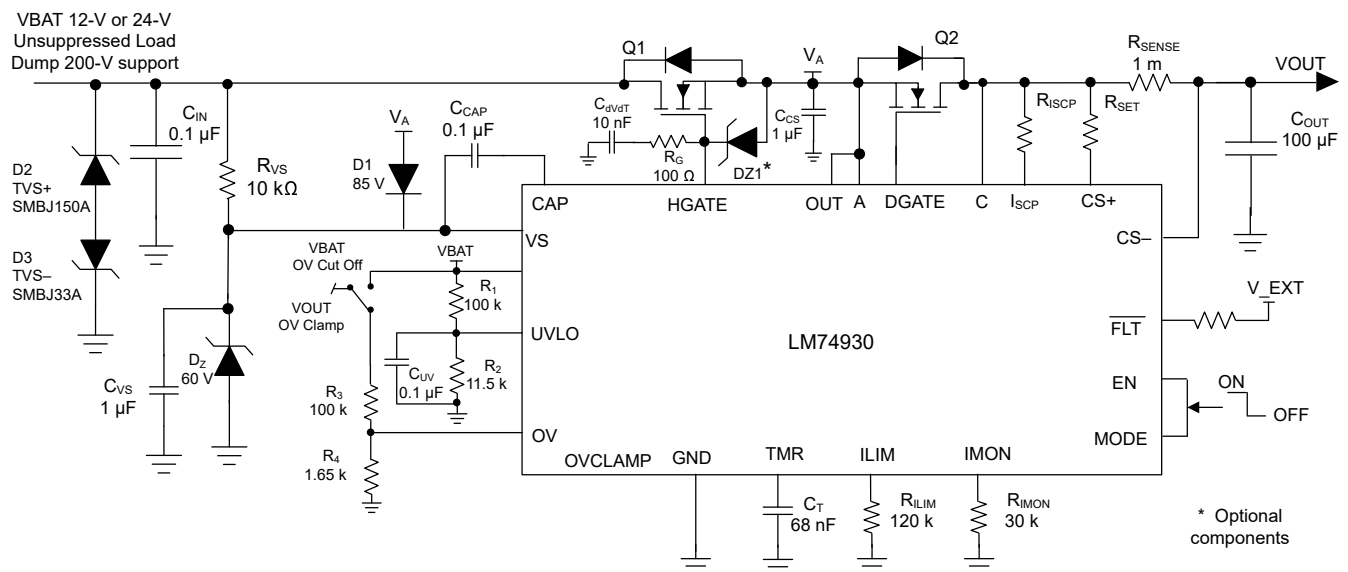 VBAT 12-V or 24-V
Unsuppressed Load
Dump 200-V support
Q1
Q2
RSENSE
1 m
VOUT
VA
CIN
0.1 µF
CCAP
0.1 µF
CdVdT
10 nF
CCS
1 µF
RISCP
RSET
COUT
100 µF
D2
TVS+
SMBJ150A
RVS
10 kΩ
VA
D1
85 V
RG
100 Ω
DZ1*
CAP
HGATE
OUT
A
DGATE
C
ISCP
CS+
VS
CS–
D3
TVS–
SMBJ33A
VBAT
OV Cut Off
VBAT
VOUT
OV Clamp
R1
100 k
V_EXT
UVLO
FLT
LM74930
DZ
60 V
CVS
1 µF
CUV
0.1 µF
R2
11.5 k
EN
ON
OFF
R3
100 k
MODE
OV
R4
1.65 k
OVCLAMP
GND
TMR
ILIM
IMON
CT
68 nF
RILIM
120 k
RIMON
30 k
* Optional
components